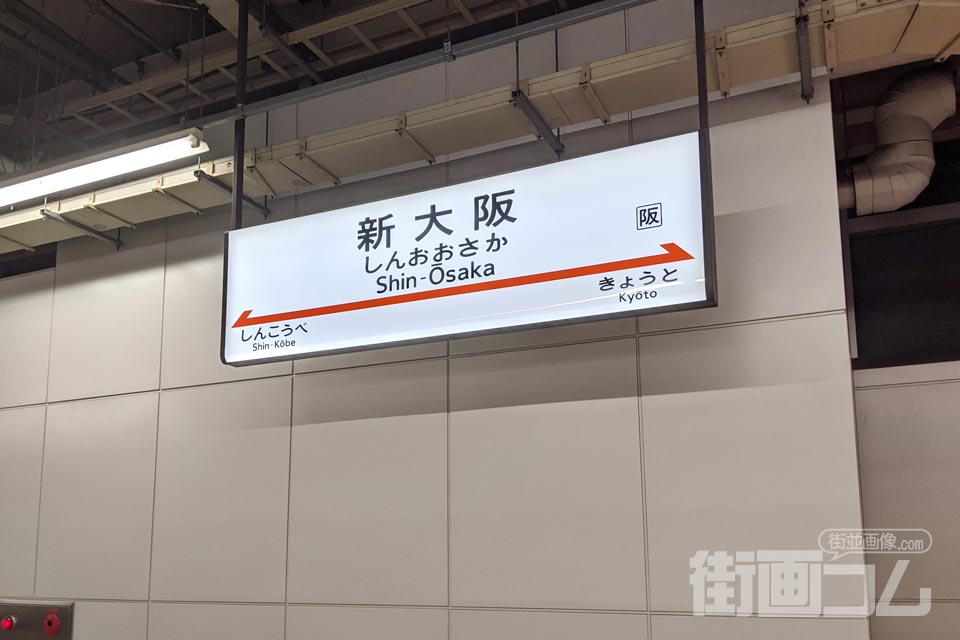 新大阪
しんおおさか
Shin-Ōsaka
阪
しんこうべ
Shin-Kōbe
きょうと
Kyōto
街並画像.com
街画コム